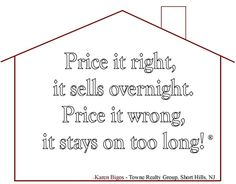 Price it right,
it sells overnight.
Price it wrong,
it stays on too long!®
Karen Bigos - Towne Realty Group, Short Hills, NJ